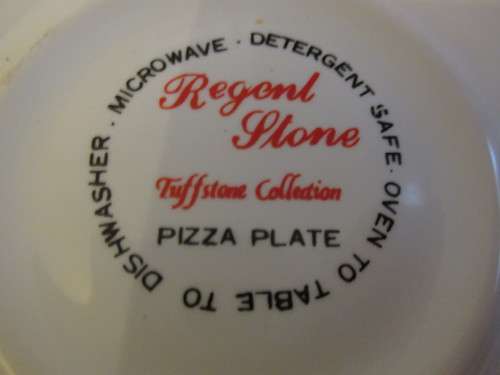 DISHWASHER · MICROWAVE · DETERGENT SAFE · OVEN TO TABLE TO
Regent
Stone
Tuffstone Collection
PIZZA PLATE